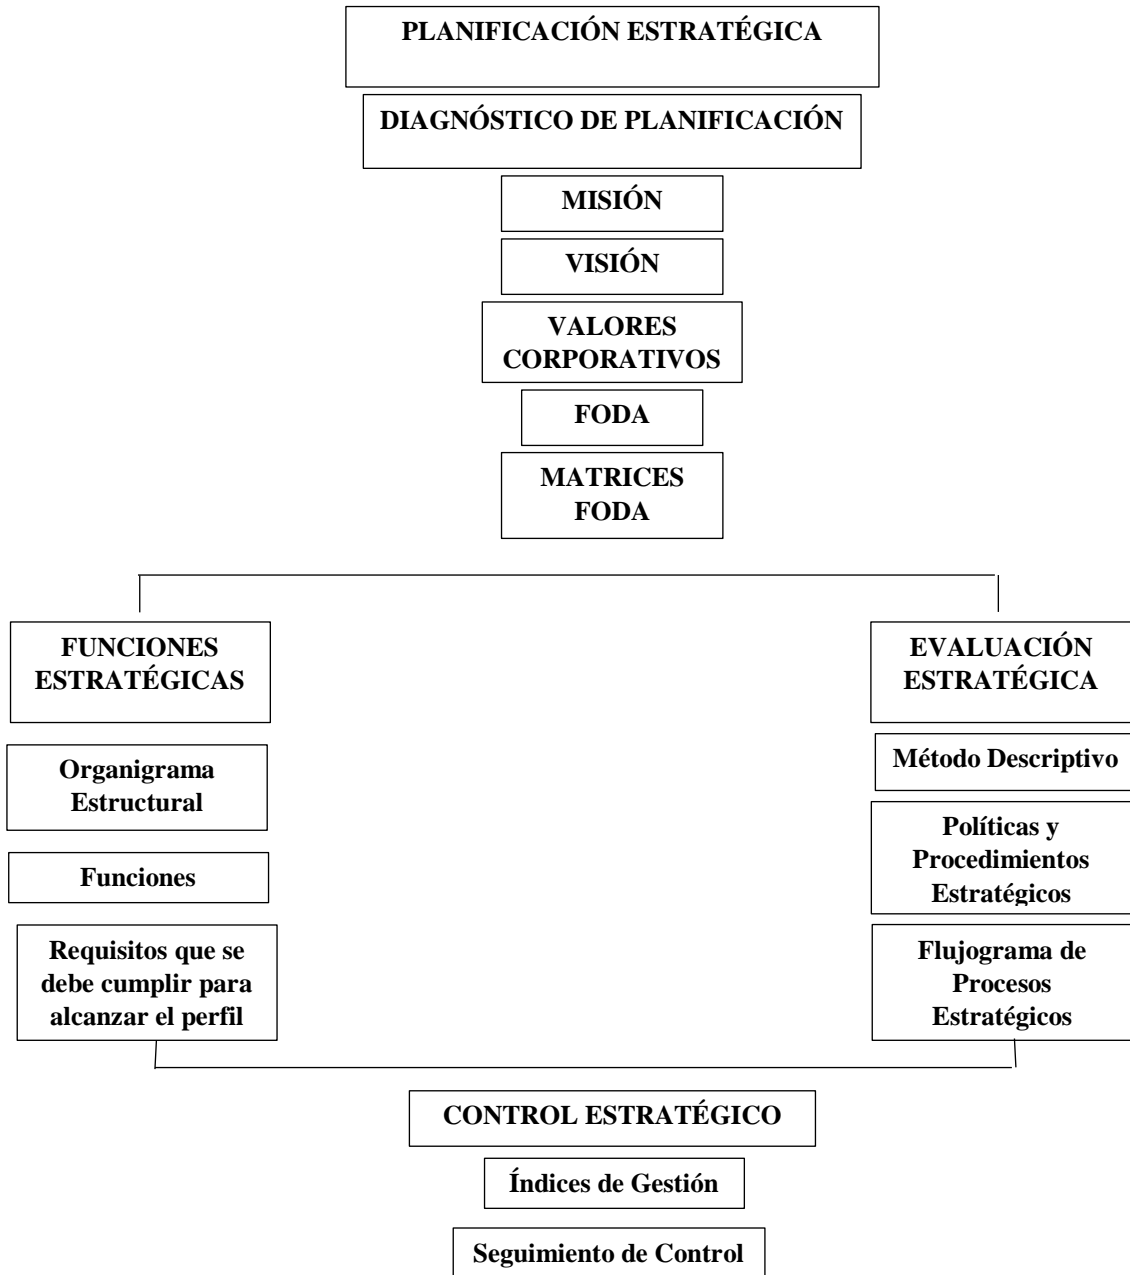 PLANIFICACIÓN ESTRATÉGICA
DIAGNÓSTICO DE PLANIFICACIÓN
MISIÓN
VISIÓN
VALORES
CORPORATIVOS
FODA
MATRICES
FODA
FUNCIONES
ESTRATÉGICAS
Organigrama
Estructural
Funciones
Requisitos que se
debe cumplir para
alcanzar el perfil
EVALUACIÓN
ESTRATÉGICA
Método Descriptivo
Políticas y
Procedimientos
Estratégicos
Flujograma de
Procesos
Estratégicos
CONTROL ESTRATÉGICO
Índices de Gestión
Seguimiento de Control